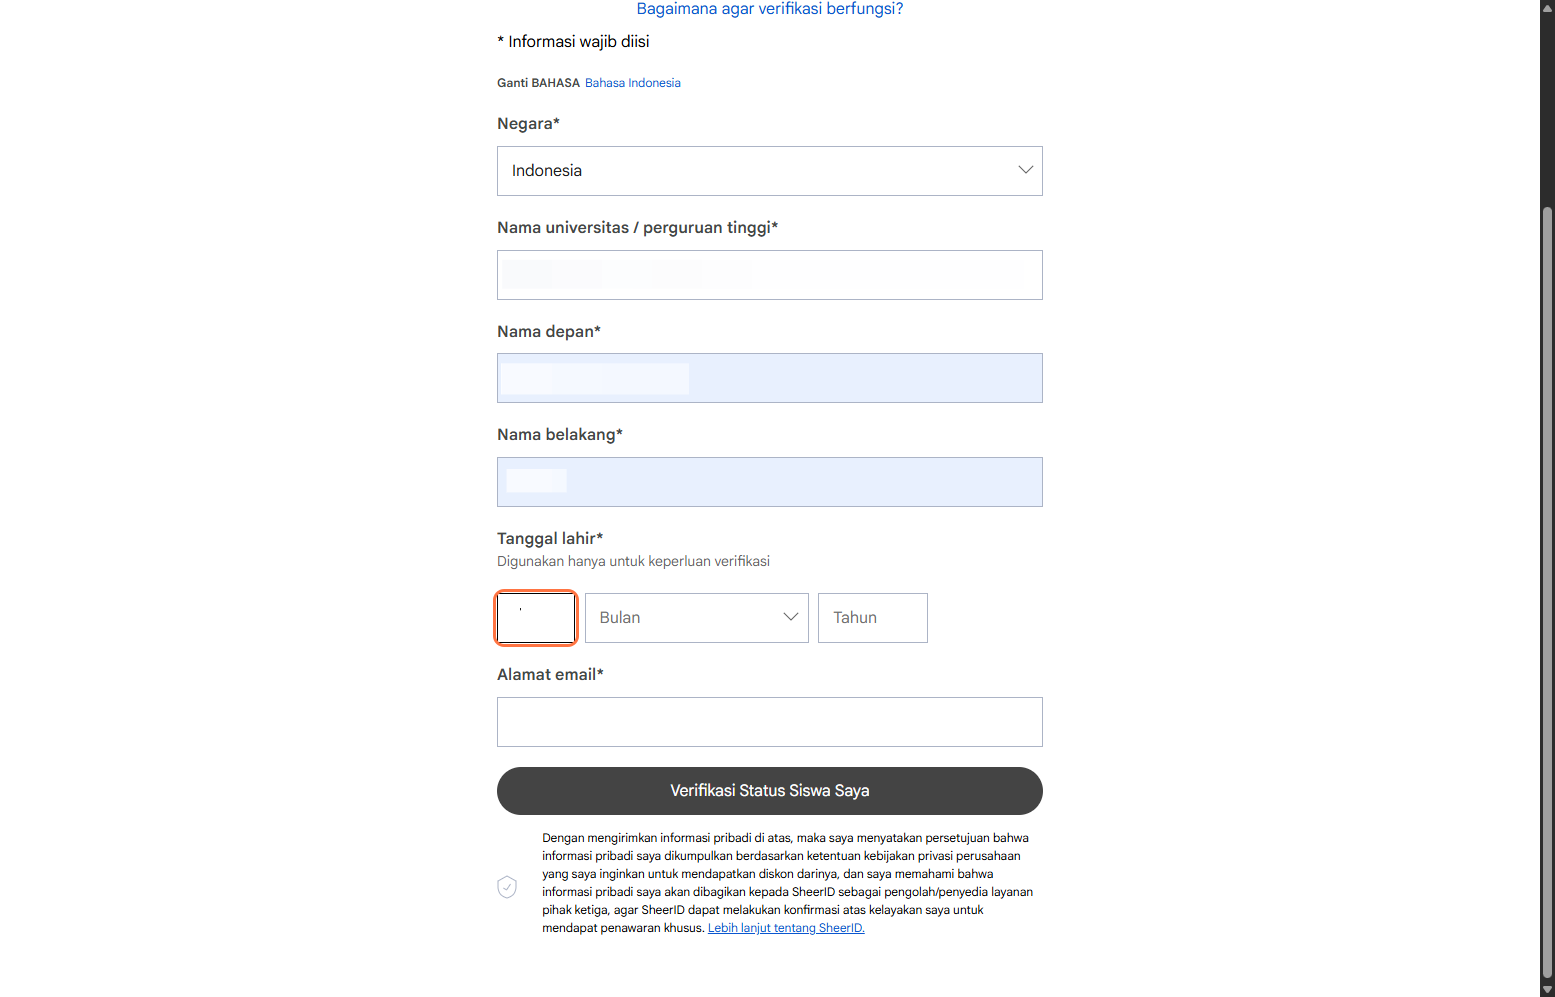 Bagaimana agar verifikasi berfungsi?
* Informasi wajib diisi
Ganti BAHASA Bahasa Indonesia
Negara*
Indonesia
Nama universitas / perguruan tinggi*
Nama depan*
Nama belakang*
Tanggal lahir*
Digunakan hanya untuk keperluan verifikasi
Bulan
Tahun
Alamat email*
Verifikasi Status Siswa Saya
Dengan mengirimkan informasi pribadi di atas, maka saya menyatakan persetujuan bahwa
informasi pribadi saya dikumpulkan berdasarkan ketentuan kebijakan privasi perusahaan
yang saya inginkan untuk mendapatkan diskon darinya, dan saya memahami bahwa
informasi pribadi saya akan dibagikan kepada SheerID sebagai pengolah/penyedia layanan
pihak ketiga, agar SheerID dapat melakukan konfirmasi atas kelayakan saya untuk
mendapat penawaran khusus. Lebih lanjut tentang SheerID.